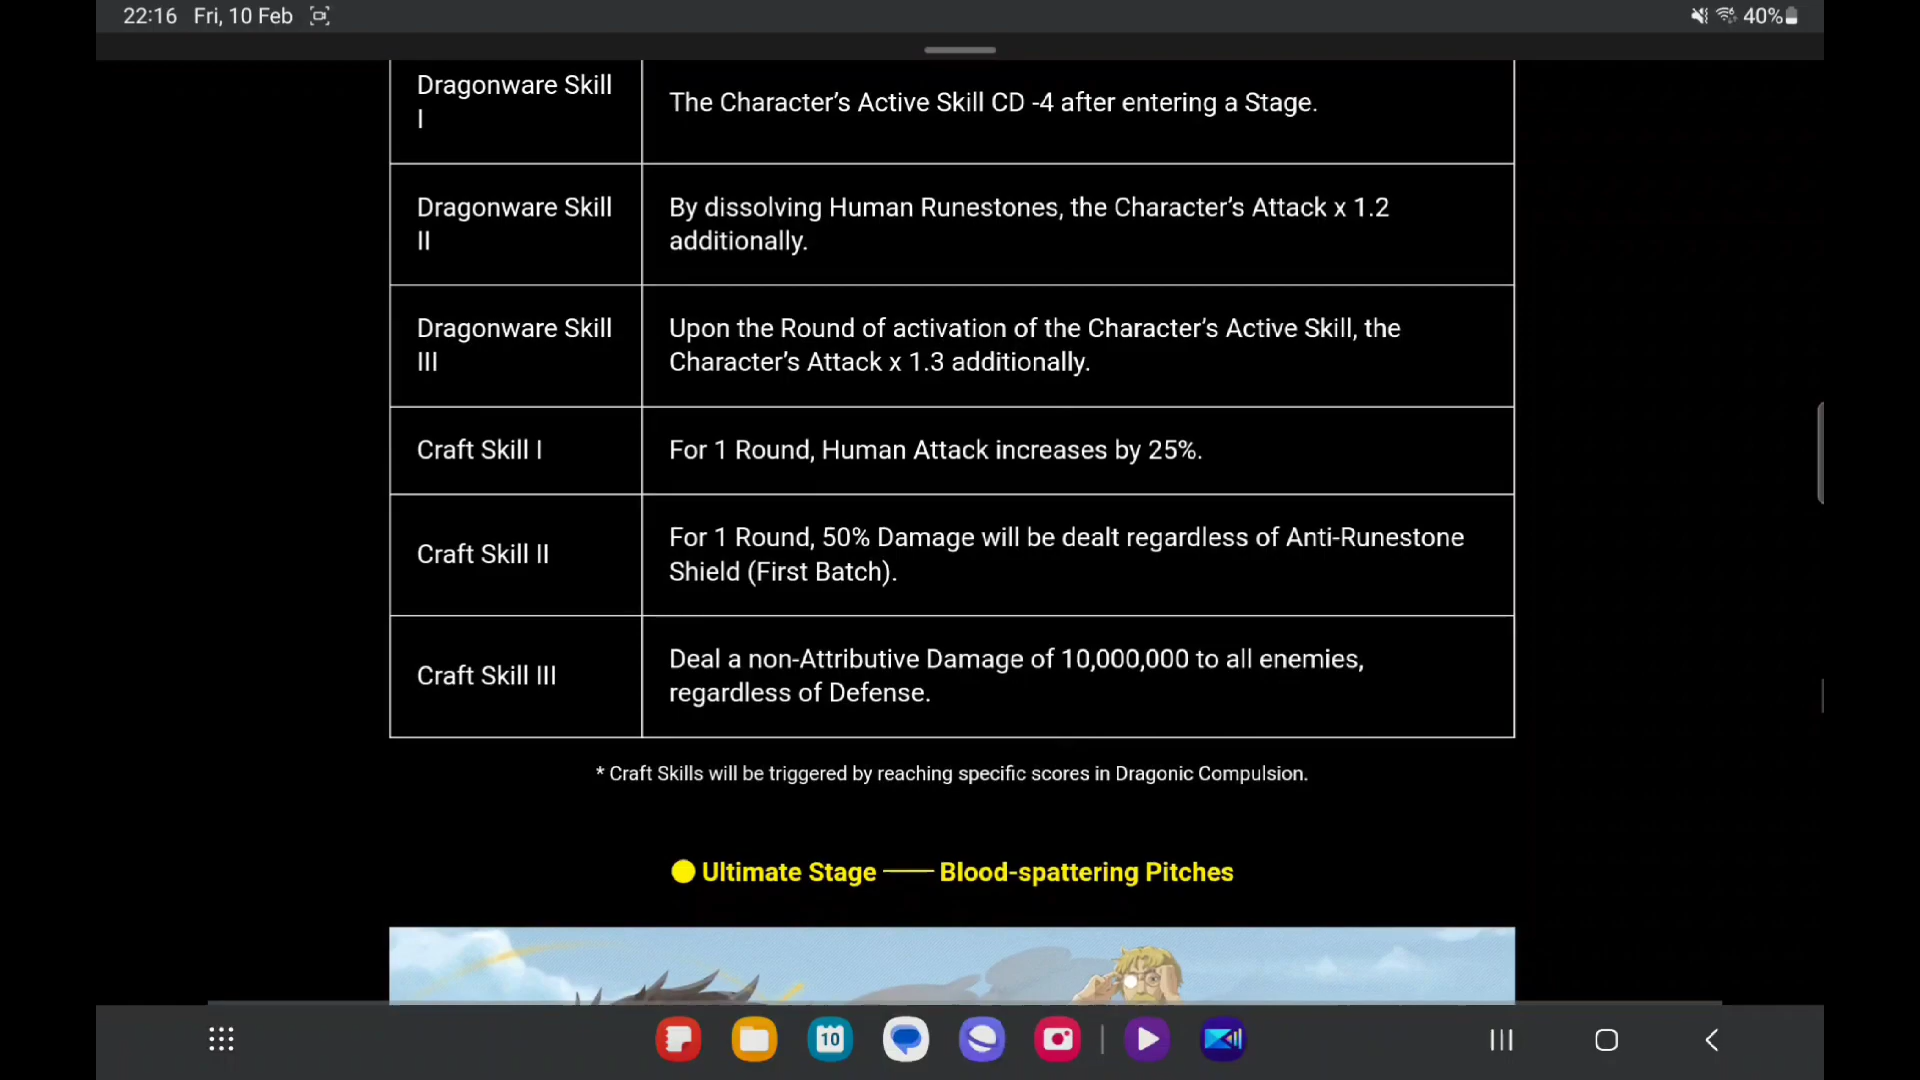 22:16 Fri, 10 Feb
40%
Dragonware Skill
I
The Character’s Active Skill CD -4 after entering a Stage.
Dragonware Skill
II
By dissolving Human Runestones, the Character’s Attack x 1.2
additionally.
Dragonware Skill
III
Upon the Round of activation of the Character’s Active Skill, the
Character’s Attack x 1.3 additionally.
Craft Skill I
For 1 Round, Human Attack increases by 25%.
Craft Skill II
For 1 Round, 50% Damage will be dealt regardless of Anti-Runestone
Shield (First Batch).
Craft Skill III
Deal a non-Attributive Damage of 10,000,000 to all enemies,
regardless of Defense.
* Craft Skills will be triggered by reaching specific scores in Dragonic Compulsion.
Ultimate Stage —— Blood-spattering Pitches
10